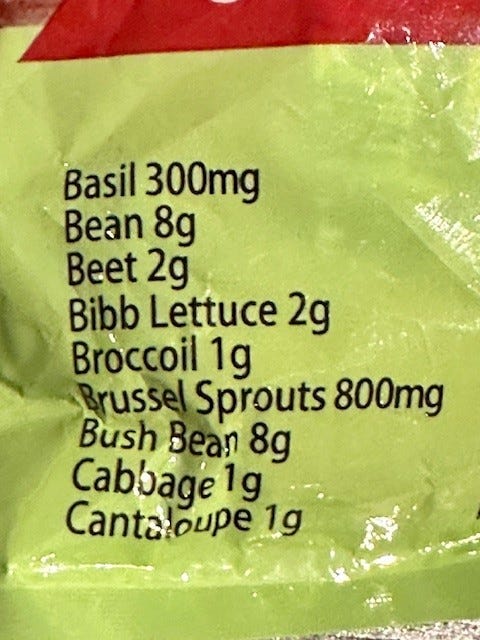 Basil 300mg
Bean 8g
Beet 2g
Bibb Lettuce 2g
Broccoil 1g
Brussel Sprouts 800mg
Bush Bean 8g
Cabbage 1g
Cantaloupe 1g